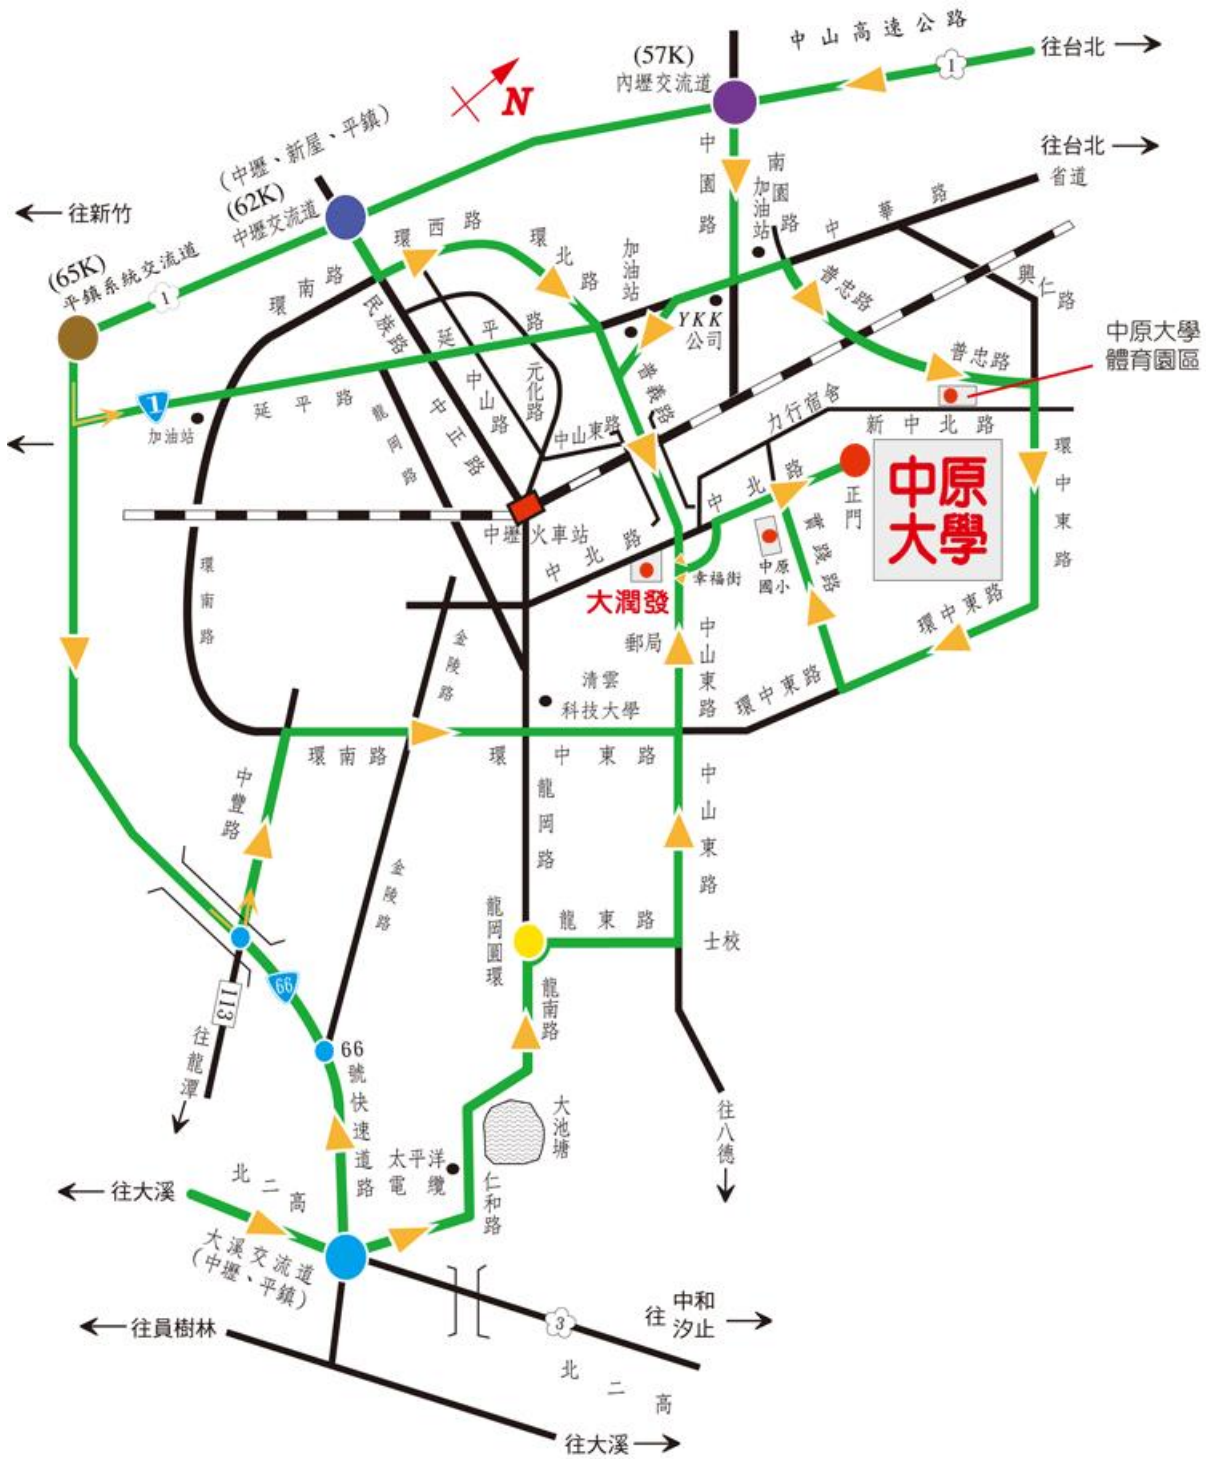 中山高速公路
往台北
1
(57K)
內壢交流道
N
往台北
省道
(中壢、新屋、平鎮)
(62K)
中壢交流道
往新竹
(65K)
平鎮系統交流道
1
中園路
南園路
加油站
中華路
環西路
環北路
加油站
環南路
民族路
延平路
YKK
公司
普忠路
興仁路
中原大學
體育園區
普忠路
元化路
中山路
普義路
1
延平路
加油站
龍岡路
中正路
中山東路
力行宿舍
新中北路
中原
大學
正門
環中東路
中壢火車站
中北路
中北路
實踐路
中原
國小
幸福街
大潤發
環南路
金陵路
郵局
中山東路
環中東路
清雲
科技大學
環中東路
環南路
環中東路
中豐路
龍岡路
中山東路
金陵路
龍岡圓環
龍東路
士校
66
113
龍南路
往龍潭
66
號快速道路
大池塘
往八德
太平洋
電纜
仁和路
北二高
往大溪
大溪交流道
(中壢、平鎮)
往員樹林
3
往
中和
汐止
北二高
往大溪